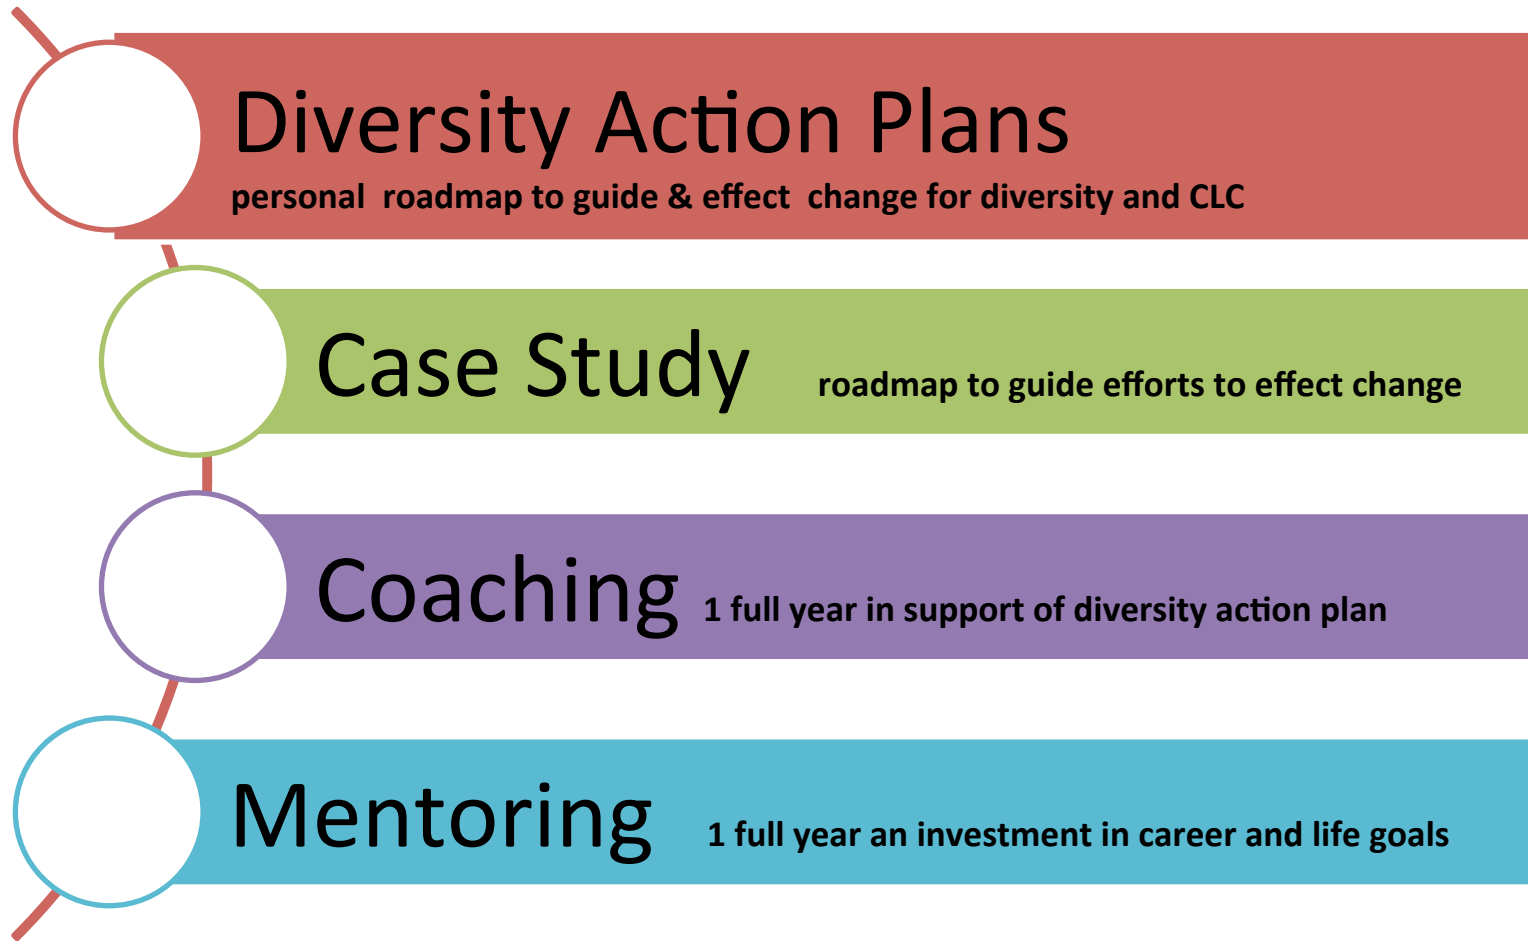 Diversity Action Plans
personal roadmap to guide & effect change for diversity and CLC
Case Study roadmap to guide efforts to effect change
Coaching 1 full year in support of diversity action plan
Mentoring 1 full year an investment in career and life goals